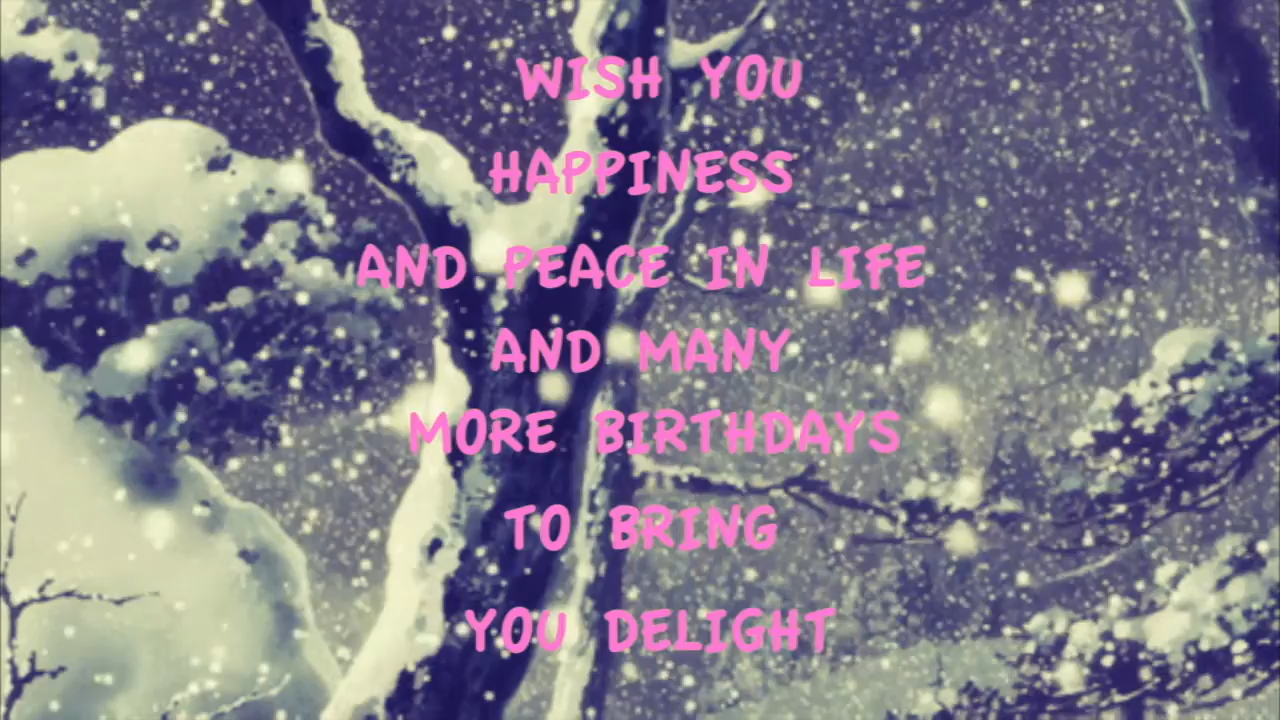 WISH YOU
HAPPINESS
AND PEACE IN LIFE
AND MANY
MORE BIRTHDAYS
TO BRING
YOU DELIGHT